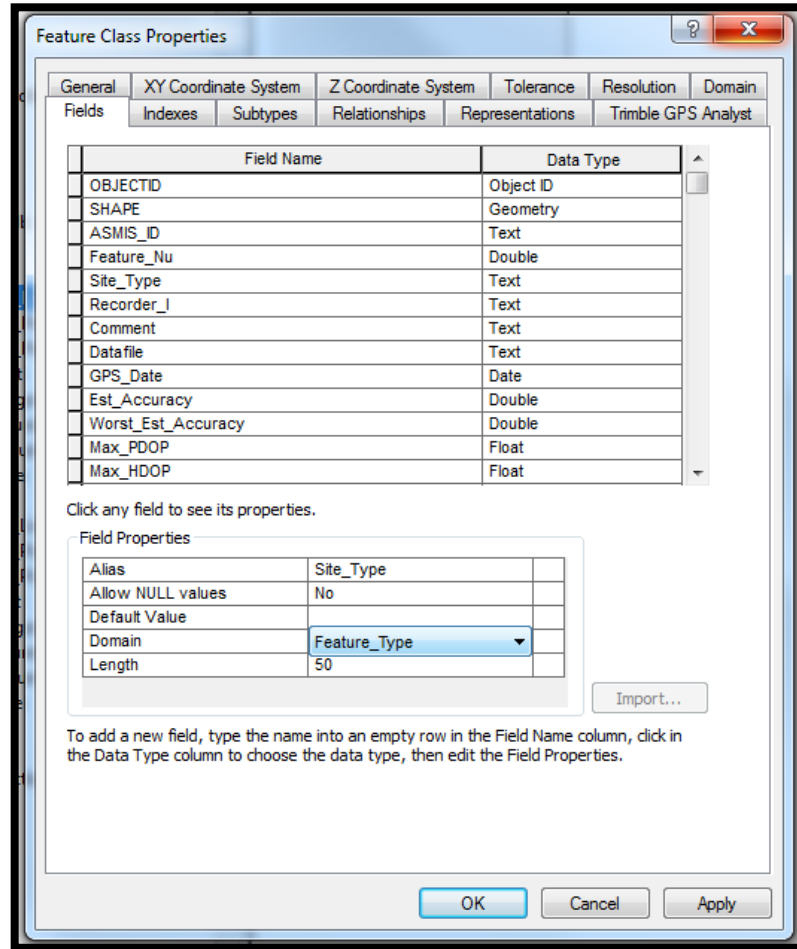 Feature Class Properties
General XY Coordinate System Z Coordinate System Tolerance Resolution Domain
Fields Indexes Subtypes Relationships Representations Trimble GPS Analyst
Field Name Data Type
OBJECTID Object ID
SHAPE Geometry
ASMIS_ID Text
Feature_Nu Double
Site_Type Text
Recorder_I Text
Comment Text
Datafile Text
GPS_Date Date
Est_Accuracy Double
Worst_Est_Accuracy Double
Max_PDOP Float
Max_HDOP Float
Click any field to see its properties.
Field Properties
Alias Site_Type
Allow NULL values No
Default Value
Domain Feature_Type
Length 50
Import...
To add a new field, type the name into an empty row in the Field Name column, click in
the Data Type column to choose the data type, then edit the Field Properties.
OK Cancel Apply